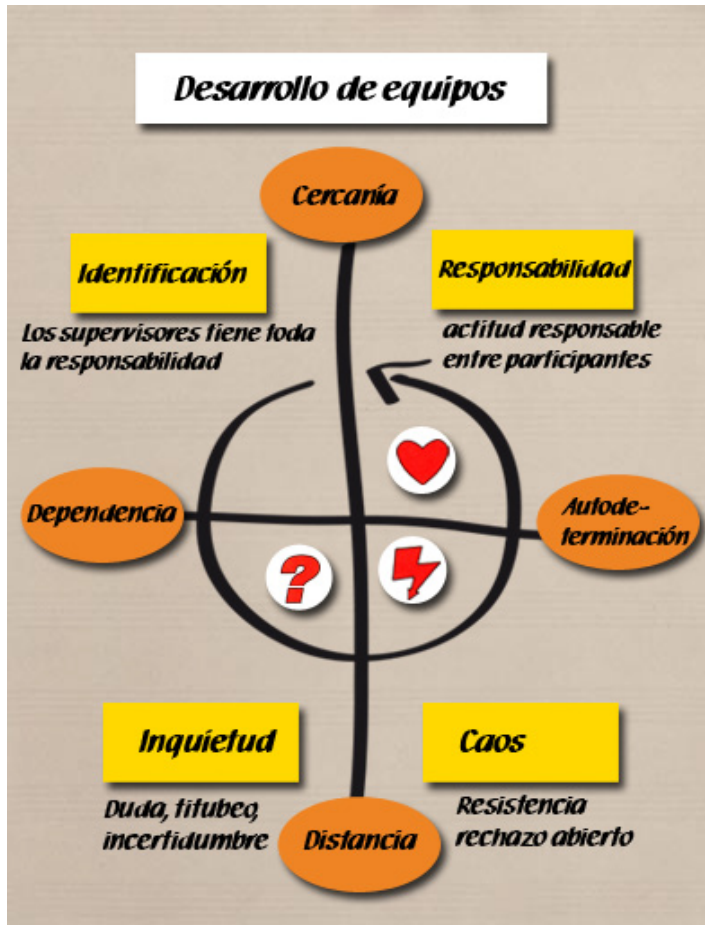 Desarrollo de equipos
Cercanía
Identificación
Los supervisores tiene toda
la responsabilidad
Responsabilidad
actitud responsable
entre participantes
Dependencia
Autode-
terminación
?
Inquietud
Duda, titubeo,
incertidumbre
Caos
Resistencia
rechazo abierto
Distancia